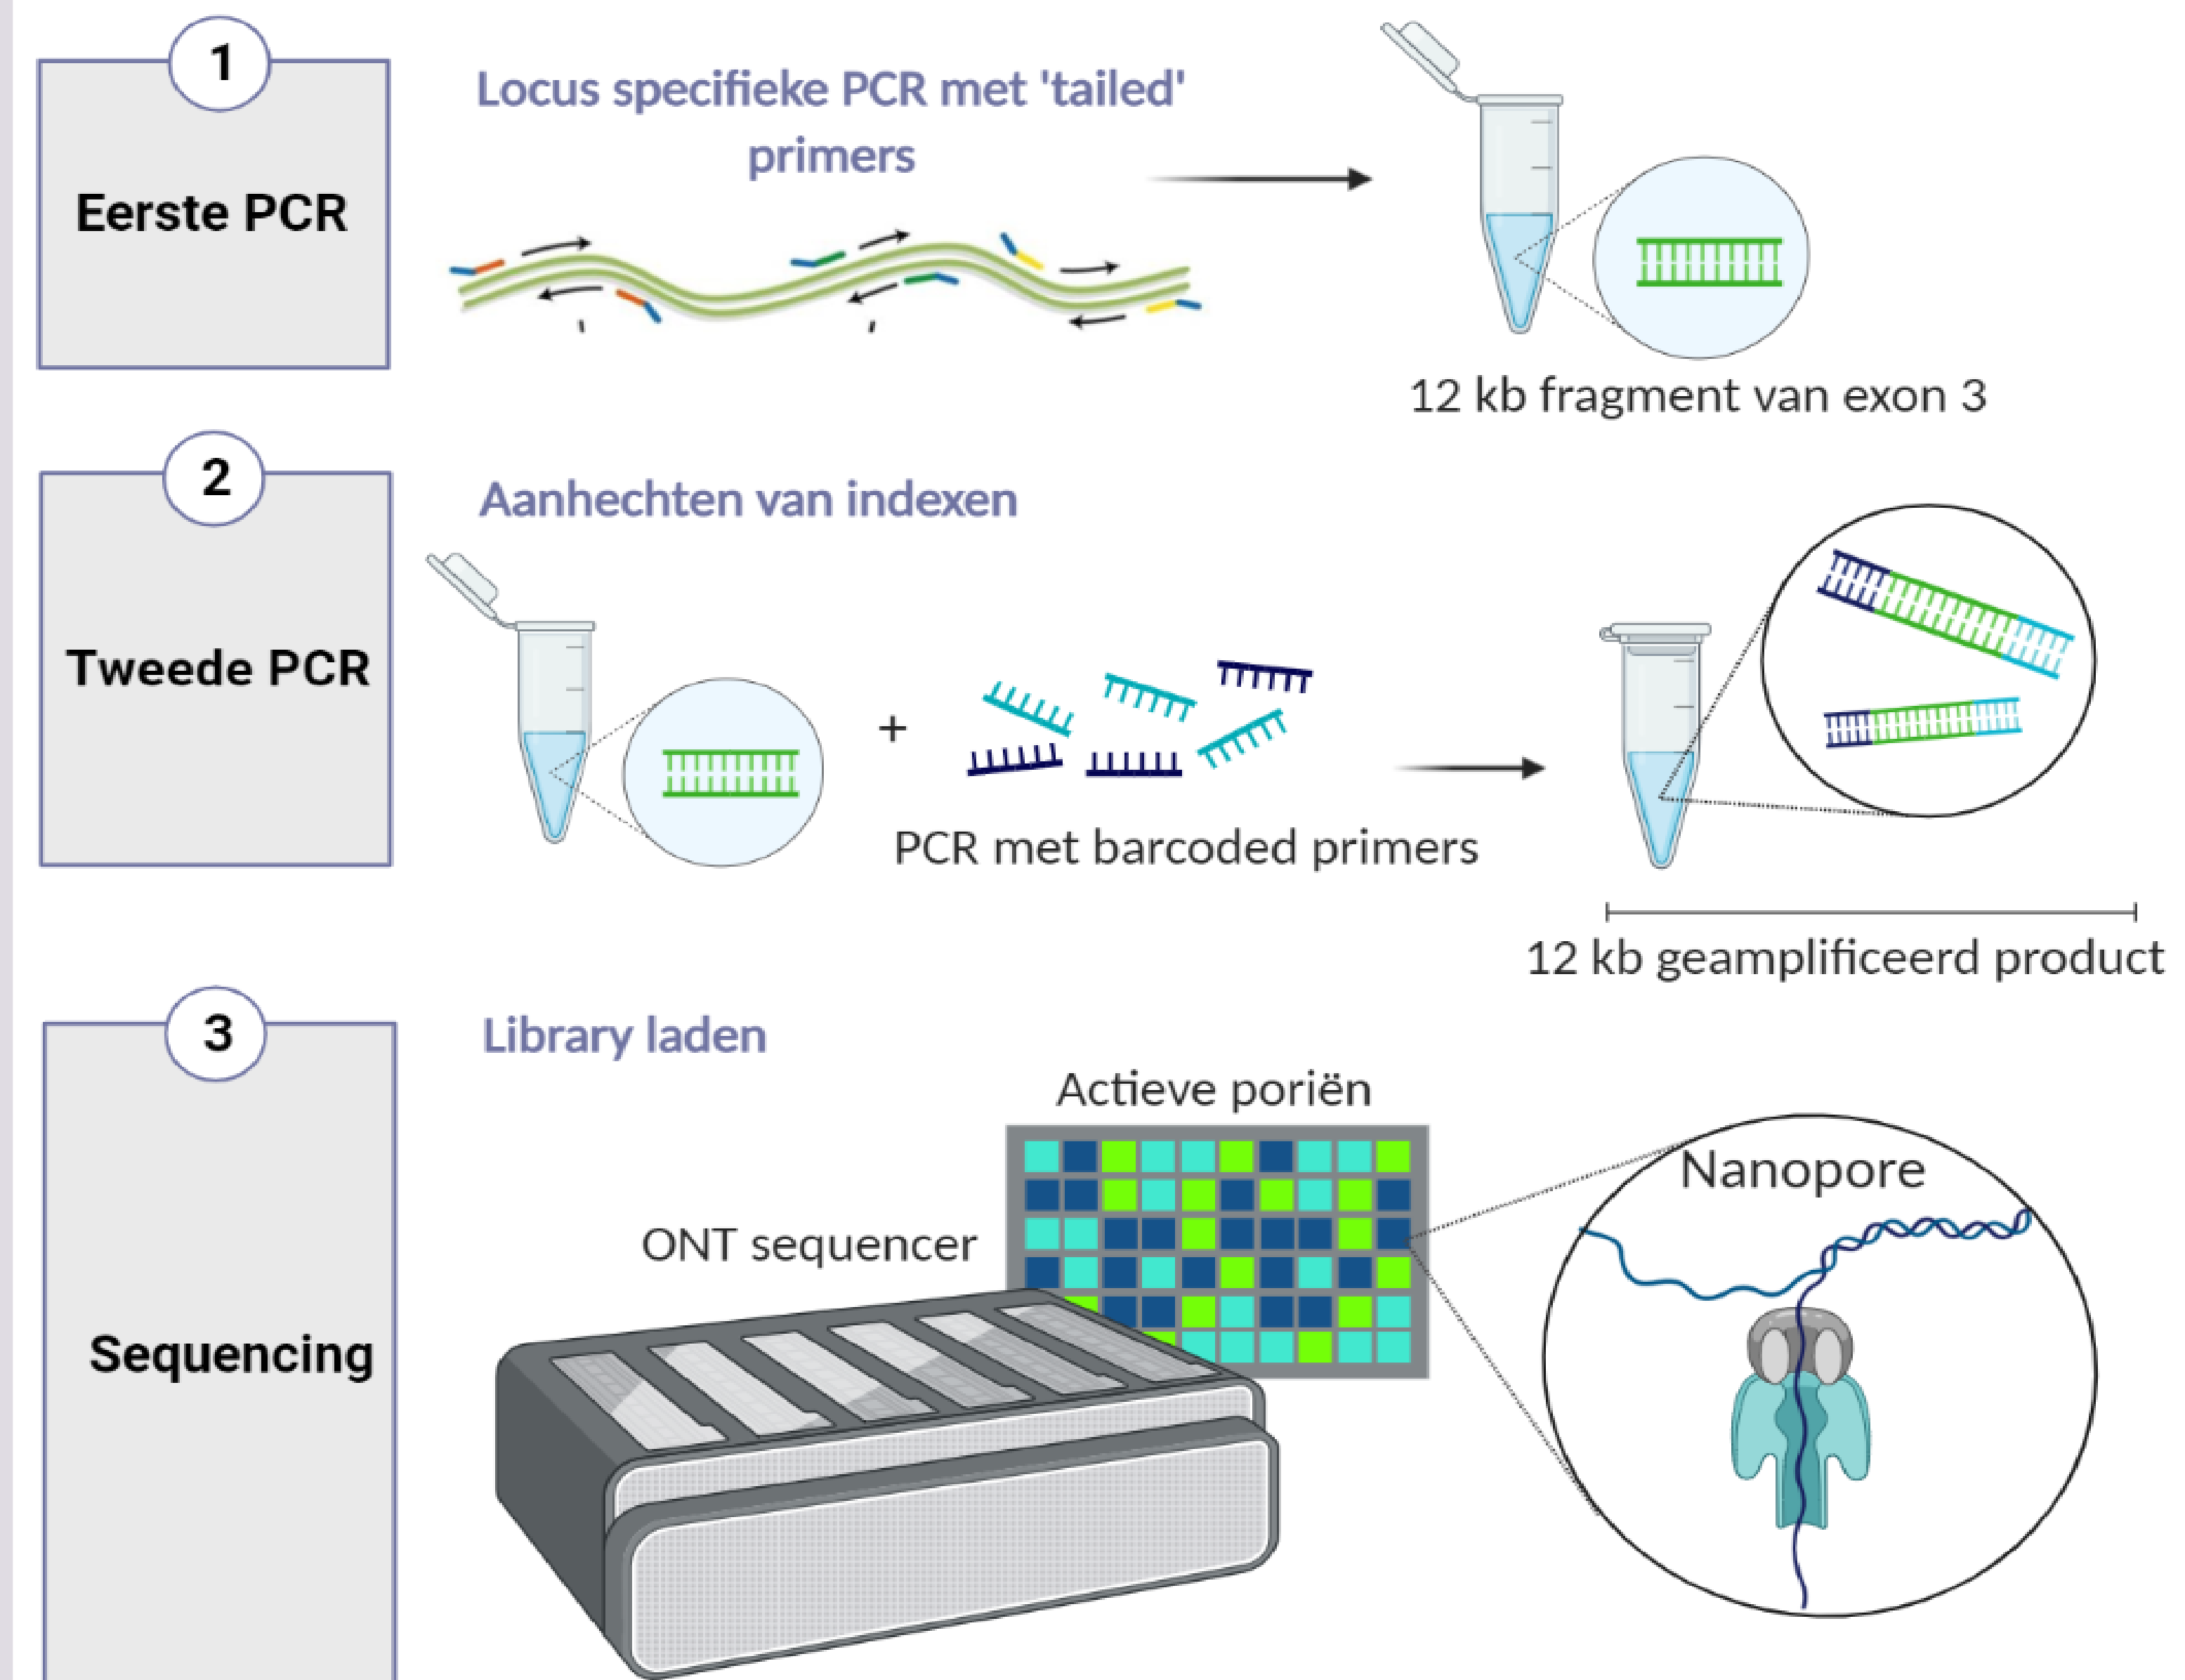 1
Eerste PCR
Locus specifieke PCR met 'tailed'
primers
12 kb fragment van exon 3
2
Tweede PCR
Aanhechten van indexen
+
PCR met barcoded primers
12 kb geamplificeerd product
3
Sequencing
Library laden
Actieve poriën
ONT sequencer
Nanopore